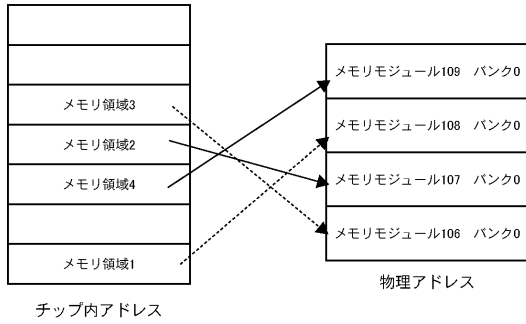 メモリ領域3
メモリ領域2
メモリ領域4
メモリ領域1
チップ内アドレス
メモリモジュール109 バンク0
メモリモジュール108 バンク0
メモリモジュール107 バンク0
メモリモジュール106 バンク0
物理アドレス